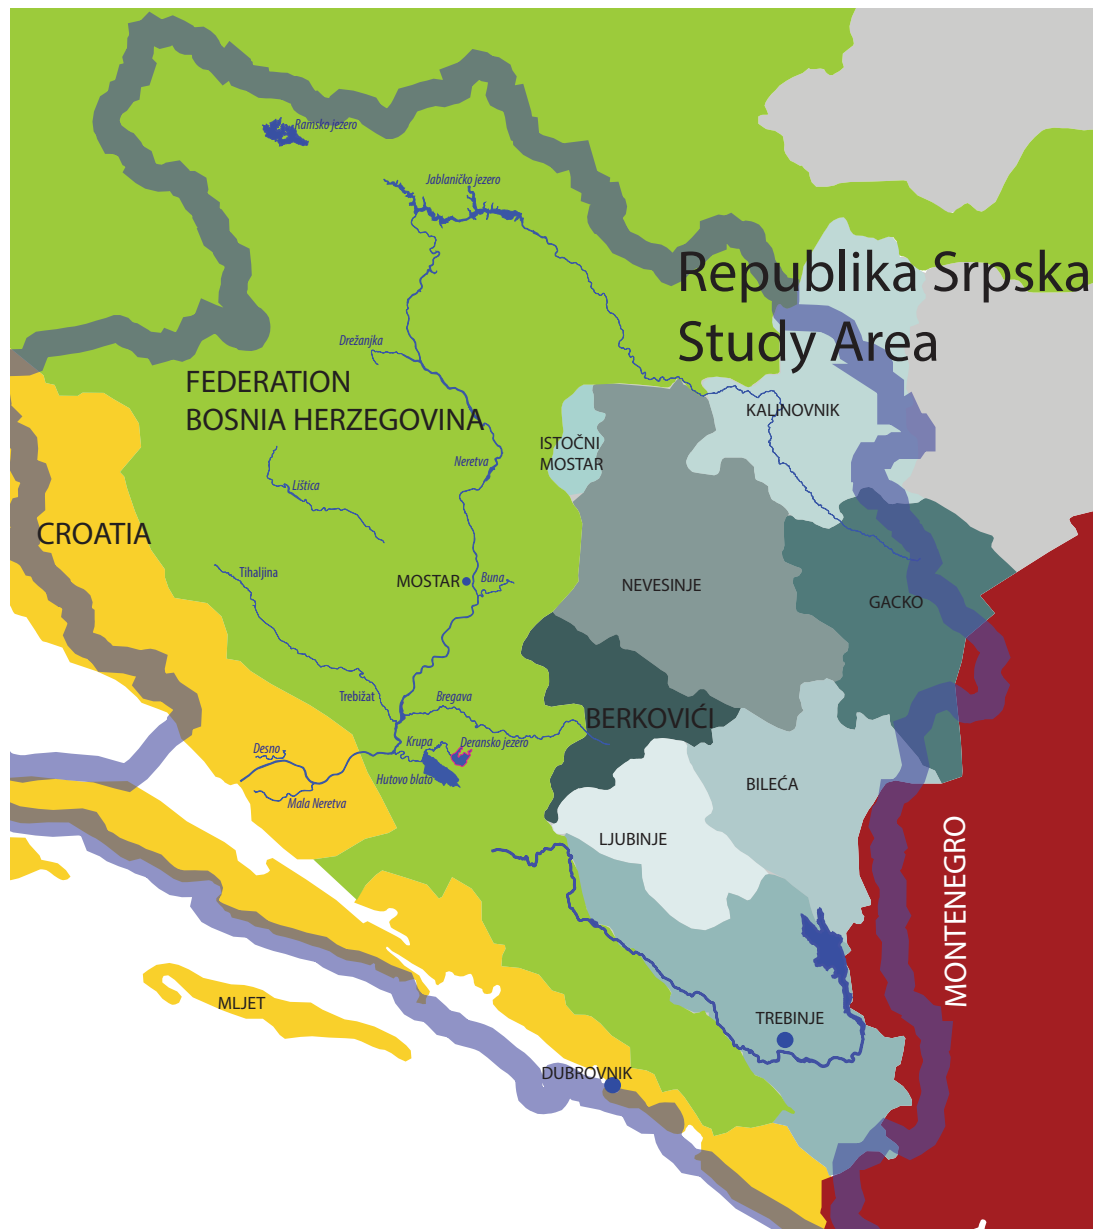 Ramsko jezero
Jablaničko jezero
Republika Srpska
Study Area
Drežanjka
FEDERATION
BOSNIA HERZEGOVINA
KALINOVNIK
ISTOČNI
MOSTAR
Neretva
Lištica
CROATIA
Tihaljina
MOSTAR
Buna
NEVESINJE
GACKO
Trebižat
Bregava
BERKOVIĆI
Krupa
Deransko jezero
Desno
Hutovo blato
Mala Neretva
BILEĆA
LJUBINJE
MONTENEGRO
MLJET
TREBINJE
DUBROVNIK